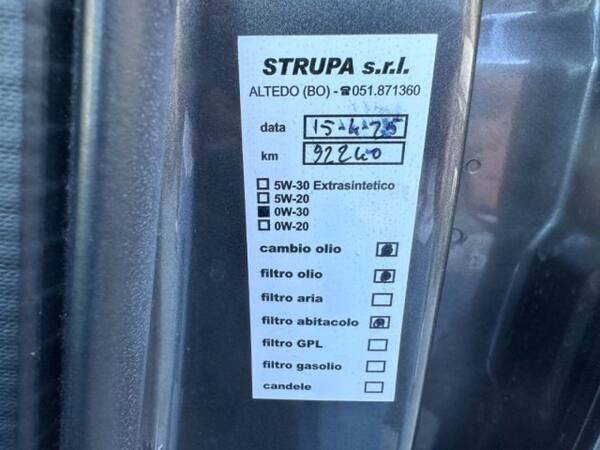 STRUPA s.r.l.
ALTEDO (BO) - ☎051.871360
data 15-4-25
km 92240
5W-30 Extrasintetico
5W-20
0W-30
0W-20
cambio olio
filtro olio
filtro aria
filtro abitacolo
filtro GPL
filtro gasolio
candele